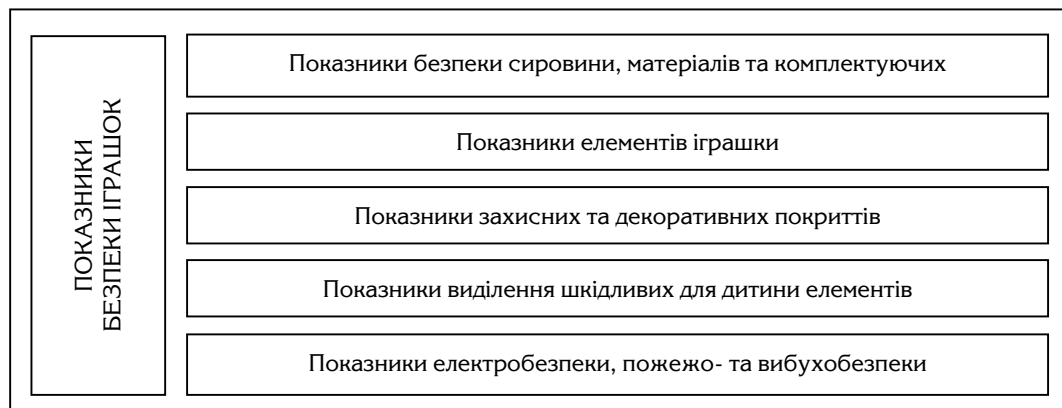 ПОКАЗНИКИ
БЕЗПЕКИ ІГРАШОК
Показники безпеки сировини, матеріалів та комплектуючих
Показники елементів іграшки
Показники захисних та декоративних покриттів
Показники виділення шкідливих для дитини елементів
Показники електробезпеки, пожежо- та вибухобезпеки